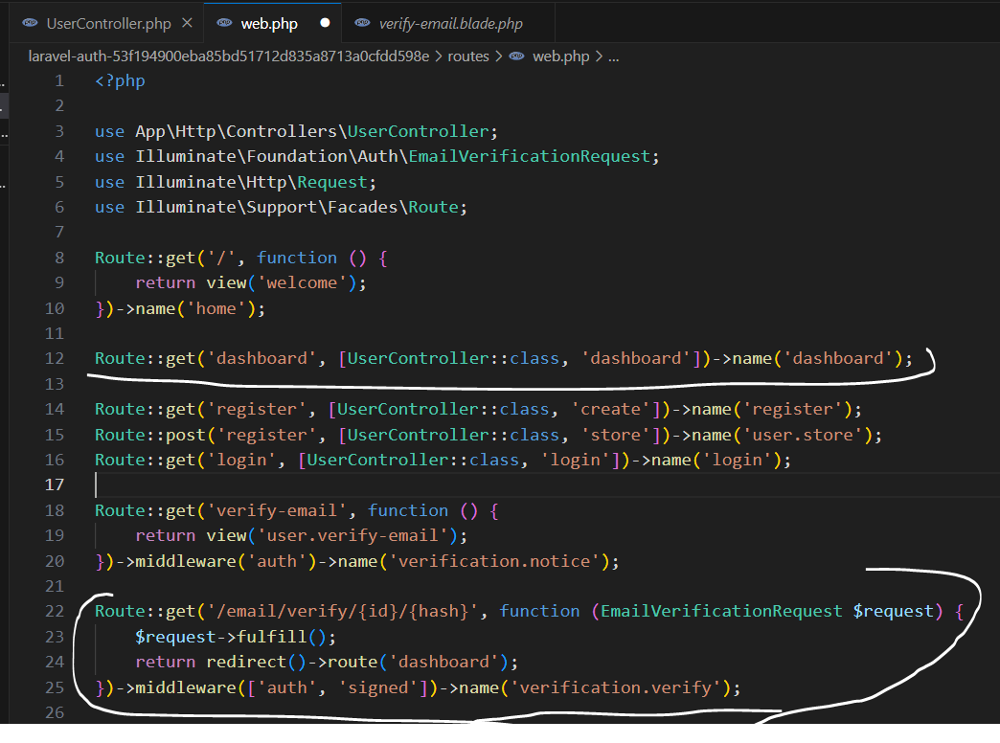 UserController.php
web.php
verify-email.blade.php
laravel-auth-53f194900eba85bd51712d835a8713a0cfdd598e > routes > web.php > ...
1 <?php
2
3 use App\Http\Controllers\UserController;
4 use Illuminate\Foundation\Auth\EmailVerificationRequest;
5 use Illuminate\Http\Request;
6 use Illuminate\Support\Facades\Route;
7
8 Route::get('/', function () {
9     return view('welcome');
10 })->name('home');
11
12 Route::get('dashboard', [UserController::class, 'dashboard'])->name('dashboard');
13
14 Route::get('register', [UserController::class, 'create'])->name('register');
15 Route::post('register', [UserController::class, 'store'])->name('user.store');
16 Route::get('login', [UserController::class, 'login'])->name('login');
17
18 Route::get('verify-email', function () {
19     return view('user.verify-email');
20 })->middleware('auth')->name('verification.notice');
21
22 Route::get('/email/verify/{id}/{hash}', function (EmailVerificationRequest $request) {
23     $request->fulfill();
24     return redirect()->route('dashboard');
25 })->middleware(['auth', 'signed'])->name('verification.verify');
26